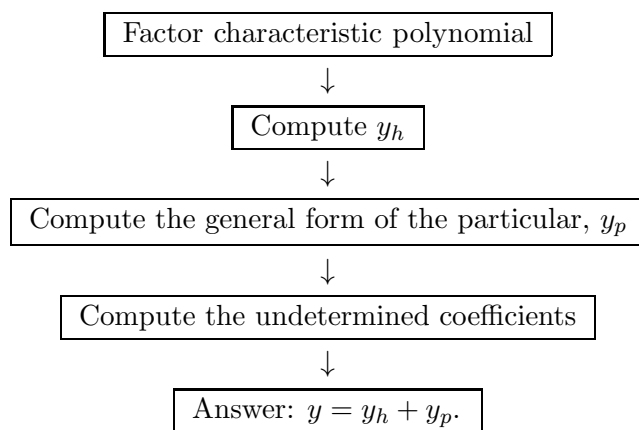 Factor characteristic polynomial
↓
Compute $y_h$
↓
Compute the general form of the particular, $y_p$
↓
Compute the undetermined coefficients
↓
Answer: $y = y_h + y_p$.